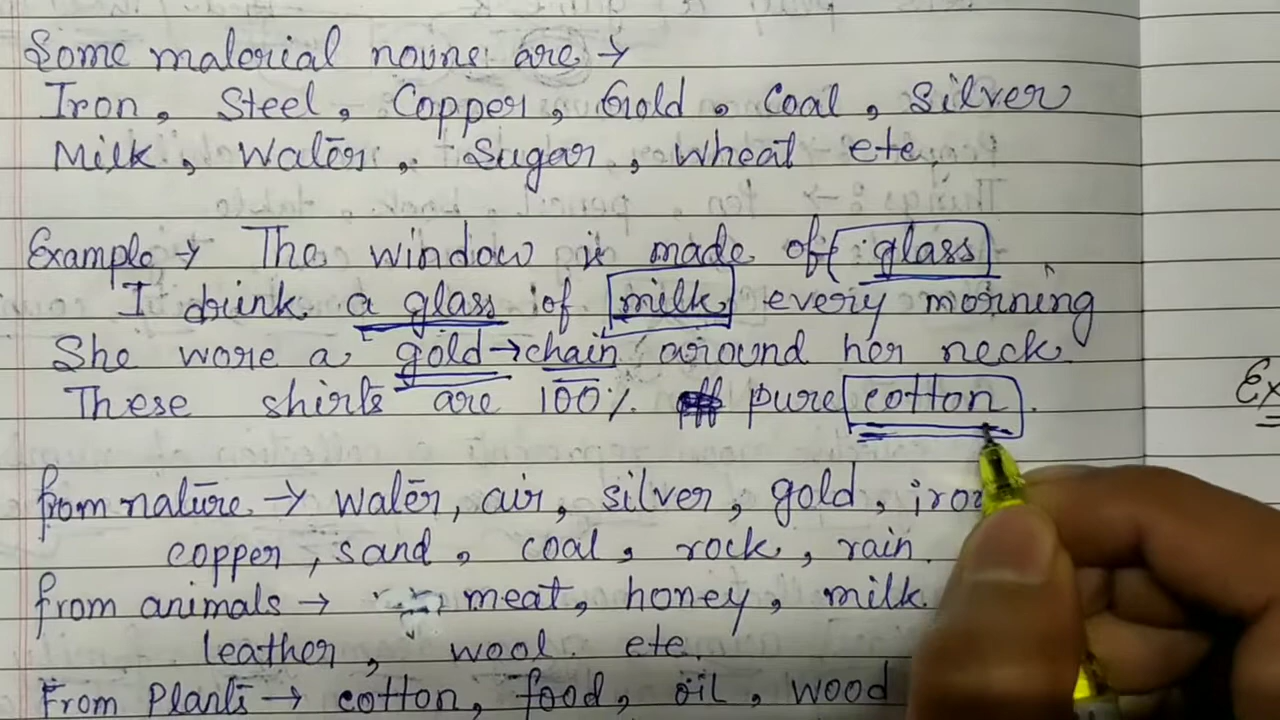 Some material nouns are →
Iron, Steel, Copper, Gold, Coal, Silver
Milk, Water, Sugar, Wheat etc.
Example → The window is made off glass
I drink a glass of milk every morning
She wore a gold → chain around her neck
These shirts are 100% pure cotton.
Ex
from nature → water, air, silver, gold, iron
copper, sand, coal, rock, rain.
from animals → meat, honey, milk.
leather, wool etc.
From Plants → cotton, food, oil, wood